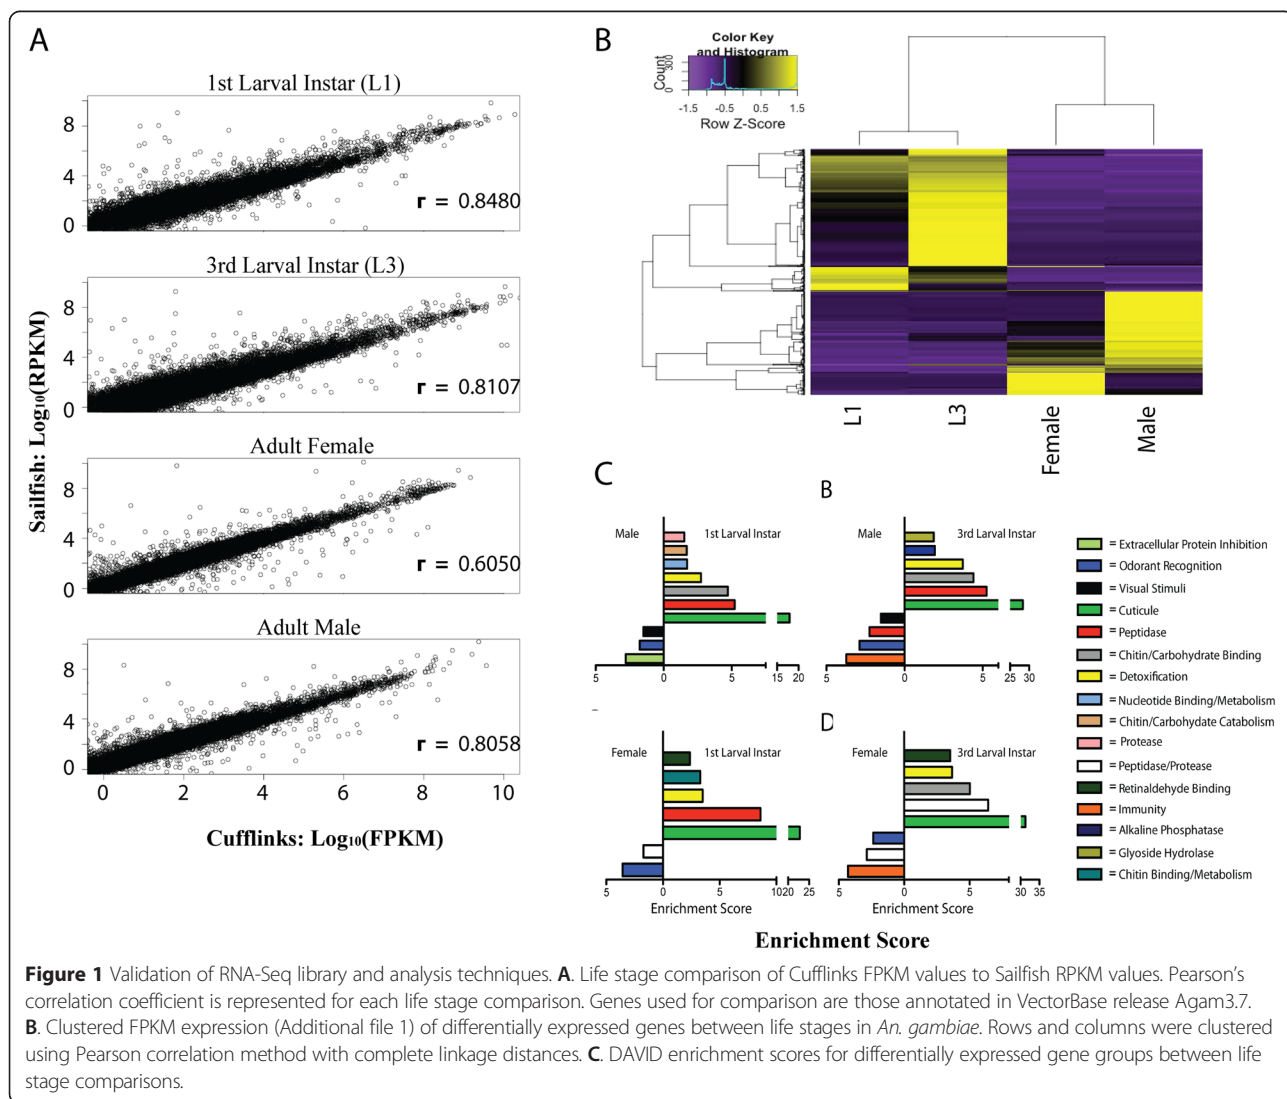 A
1st Larval Instar (L1)
8
4
0
r = 0.8480
3rd Larval Instar (L3)
8
4
0
r = 0.8107
Adult Female
8
4
0
r = 0.6050
Adult Male
8
4
0
r = 0.8058
0 2 4 6 8 10
Sailfish: Log10(RPKM)
Cufflinks: Log10(FPKM)
B
Color Key
and Histogram
Count
0 300
-1.5 -0.5 0.5 1.5
Row Z-Score
L1
L3
Female
Male
C
Male
1st Larval Instar
5 0 5 15 20
B
Male
3rd Larval Instar
5 0 5 25 30
Female
1st Larval Instar
5 0 5 10 20 25
Enrichment Score
D
Female
3rd Larval Instar
5 0 5 30 35
Enrichment Score
Enrichment Score
= Extracellular Protein Inhibition
= Odorant Recognition
= Visual Stimuli
= Cuticule
= Peptidase
= Chitin/Carbohydrate Binding
= Detoxification
= Nucleotide Binding/Metabolism
= Chitin/Carbohydate Catabolism
= Protease
= Peptidase/Protease
= Retinaldehyde Binding
= Immunity
= Alkaline Phosphatase
= Glyoside Hydrolase
= Chitin Binding/Metabolism
Figure 1 Validation of RNA-Seq library and analysis techniques. A. Life stage comparison of Cufflinks FPKM values to Sailfish RPKM values. Pearson's
correlation coefficient is represented for each life stage comparison. Genes used for comparison are those annotated in VectorBase release Agam3.7.
B. Clustered FPKM expression (Additional file 1) of differentially expressed genes between life stages in An. gambiae. Rows and columns were clustered
using Pearson correlation method with complete linkage distances. C. DAVID enrichment scores for differentially expressed gene groups between life
stage comparisons.